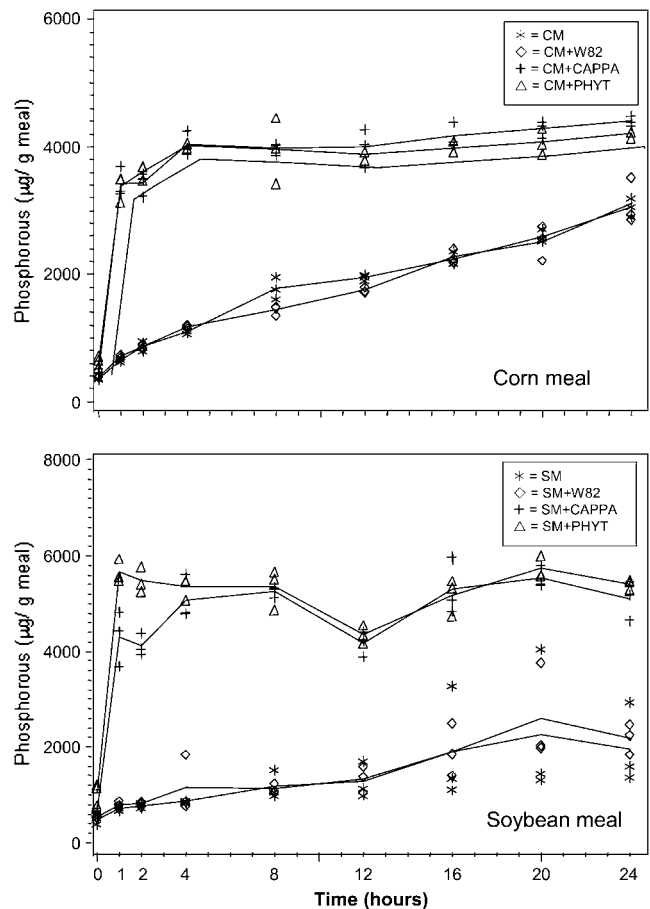 6000
4000
2000
0
Phosphorous (µg/ g meal)
✳ = CM
◇ = CM+W82
+ = CM+CAPPA
△ = CM+PHYT
Corn meal
8000
6000
4000
2000
0
Phosphorous (µg/ g meal)
✳ = SM
◇ = SM+W82
+ = SM+CAPPA
△ = SM+PHYT
Soybean meal
0 1 2 4 8 12 16 20 24
Time (hours)